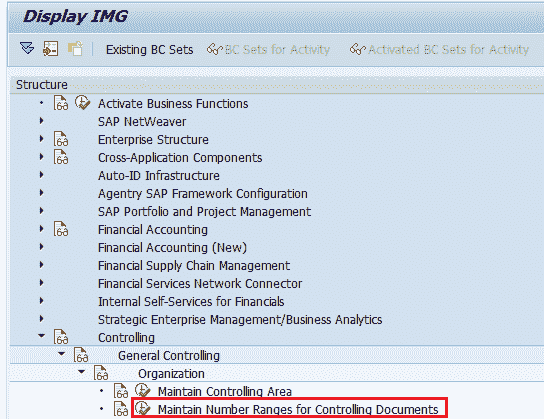 Display IMG
Existing BC Sets BC Sets for Activity Activated BC Sets for Activity
Structure
Activate Business Functions
SAP NetWeaver
Enterprise Structure
Cross-Application Components
Auto-ID Infrastructure
Agentry SAP Framework Configuration
SAP Portfolio and Project Management
Financial Accounting
Financial Accounting (New)
Financial Supply Chain Management
Financial Services Network Connector
Internal Self-Services for Financials
Strategic Enterprise Management/Business Analytics
Controlling
General Controlling
Organization
Maintain Controlling Area
Maintain Number Ranges for Controlling Documents